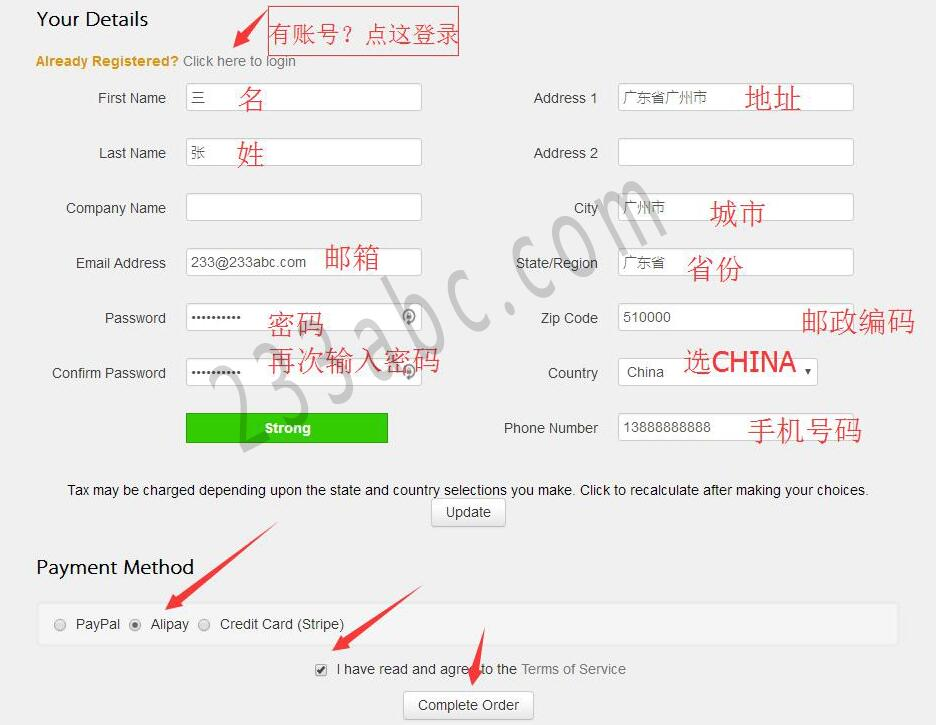 Your Details
有账号？点这登录
Already Registered? Click here to login
First Name 三 名
Address 1 广东省广州市 地址
Last Name 张 姓
Address 2
Company Name
City 广州市 城市
Email Address 233@233abc.com 邮箱
State/Region 广东省 省份
Password •••••••••• 密码
Zip Code 510000 邮政编码
Confirm Password •••••••••• 再次输入密码
Country China 选CHINA
Strong
Phone Number 13888888888 手机号码
233abc.com
Tax may be charged depending upon the state and country selections you make. Click to recalculate after making your choices.
Update
Payment Method
PayPal Alipay Credit Card (Stripe)
I have read and agree to the Terms of Service
Complete Order